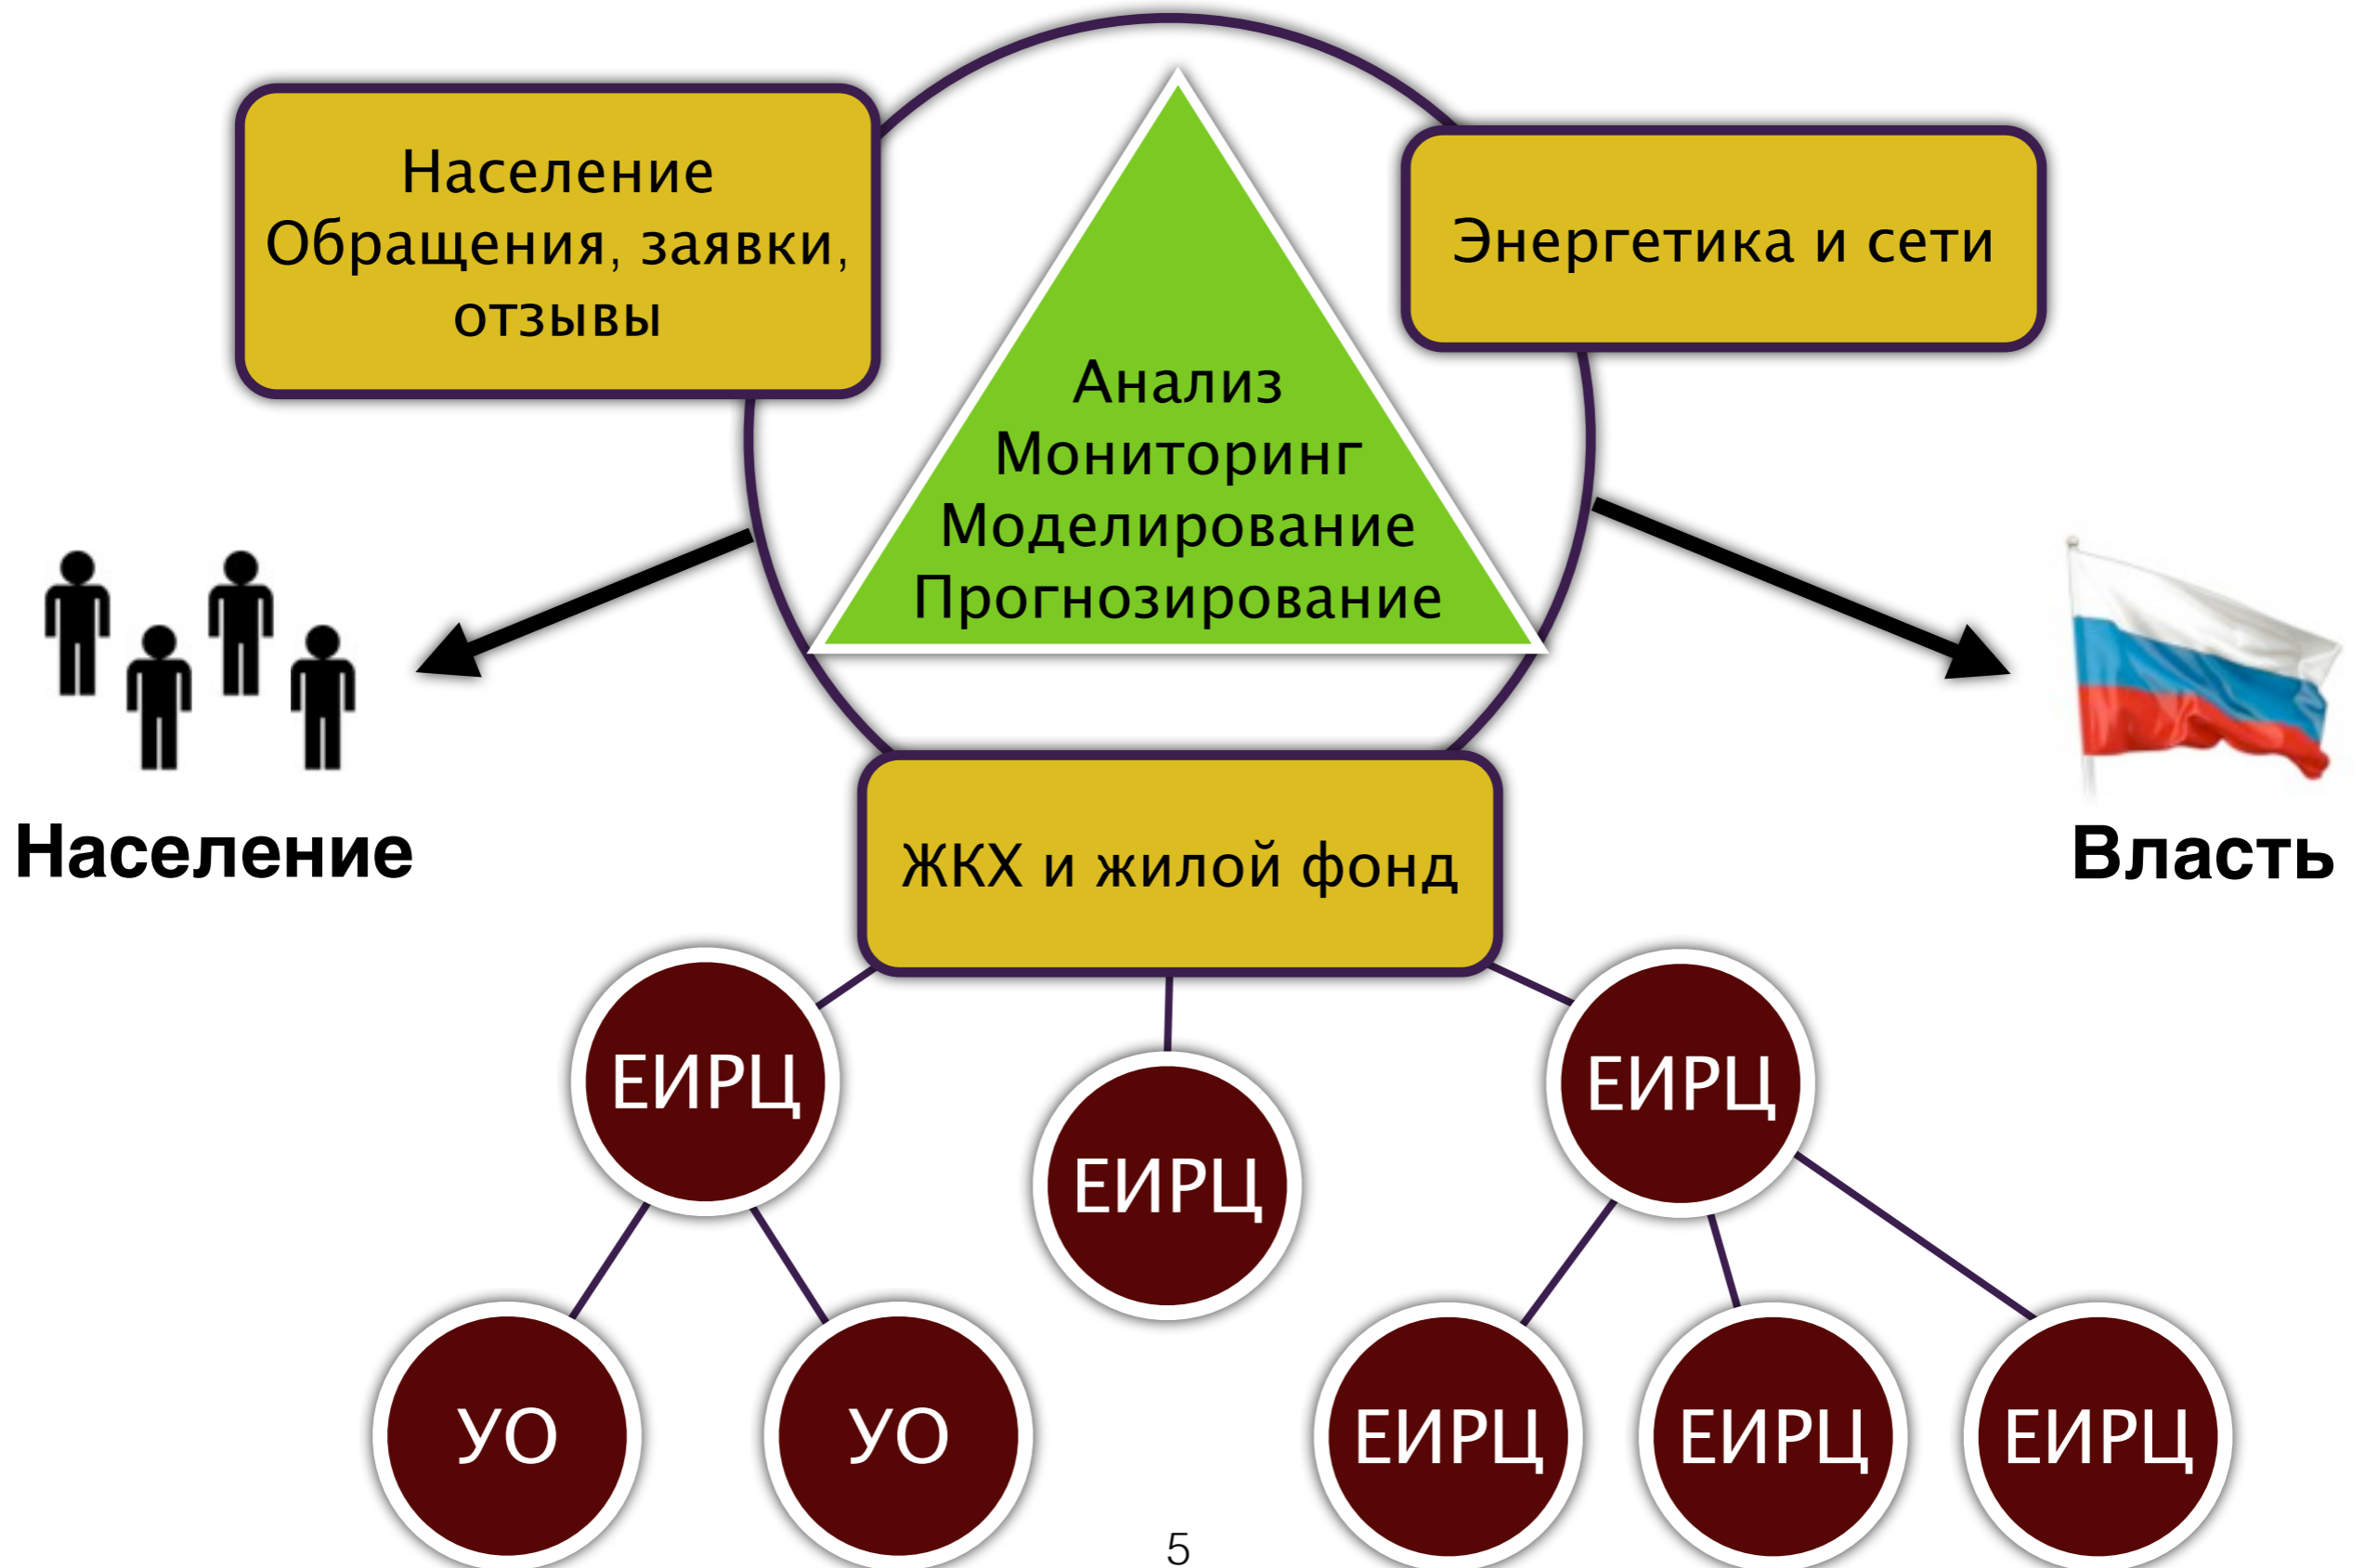 Население
Обращения, заявки,
отзывы
Энергетика и сети
Анализ
Мониторинг
Моделирование
Прогнозирование
Население
Власть
ЖКХ и жилой фонд
ЕИРЦ
ЕИРЦ
ЕИРЦ
УО
УО
ЕИРЦ
ЕИРЦ
ЕИРЦ
5